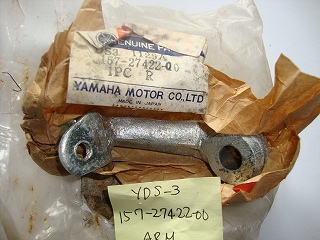 GENUINE PARTS
157-27422-00
1PC R
YAMAHA MOTOR CO.,LTD
MADE IN JAPAN
YDS-3
157-27422-00
ARM